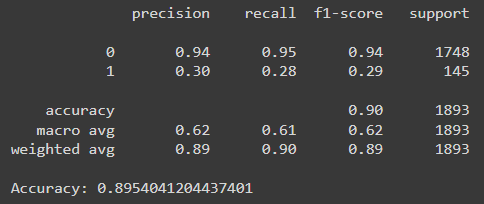 precision recall f1-score support
0 0.94 0.95 0.94 1748
1 0.30 0.28 0.29 145
accuracy 0.90 1893
macro avg 0.62 0.61 0.62 1893
weighted avg 0.89 0.90 0.89 1893
Accuracy: 0.8954041204437401